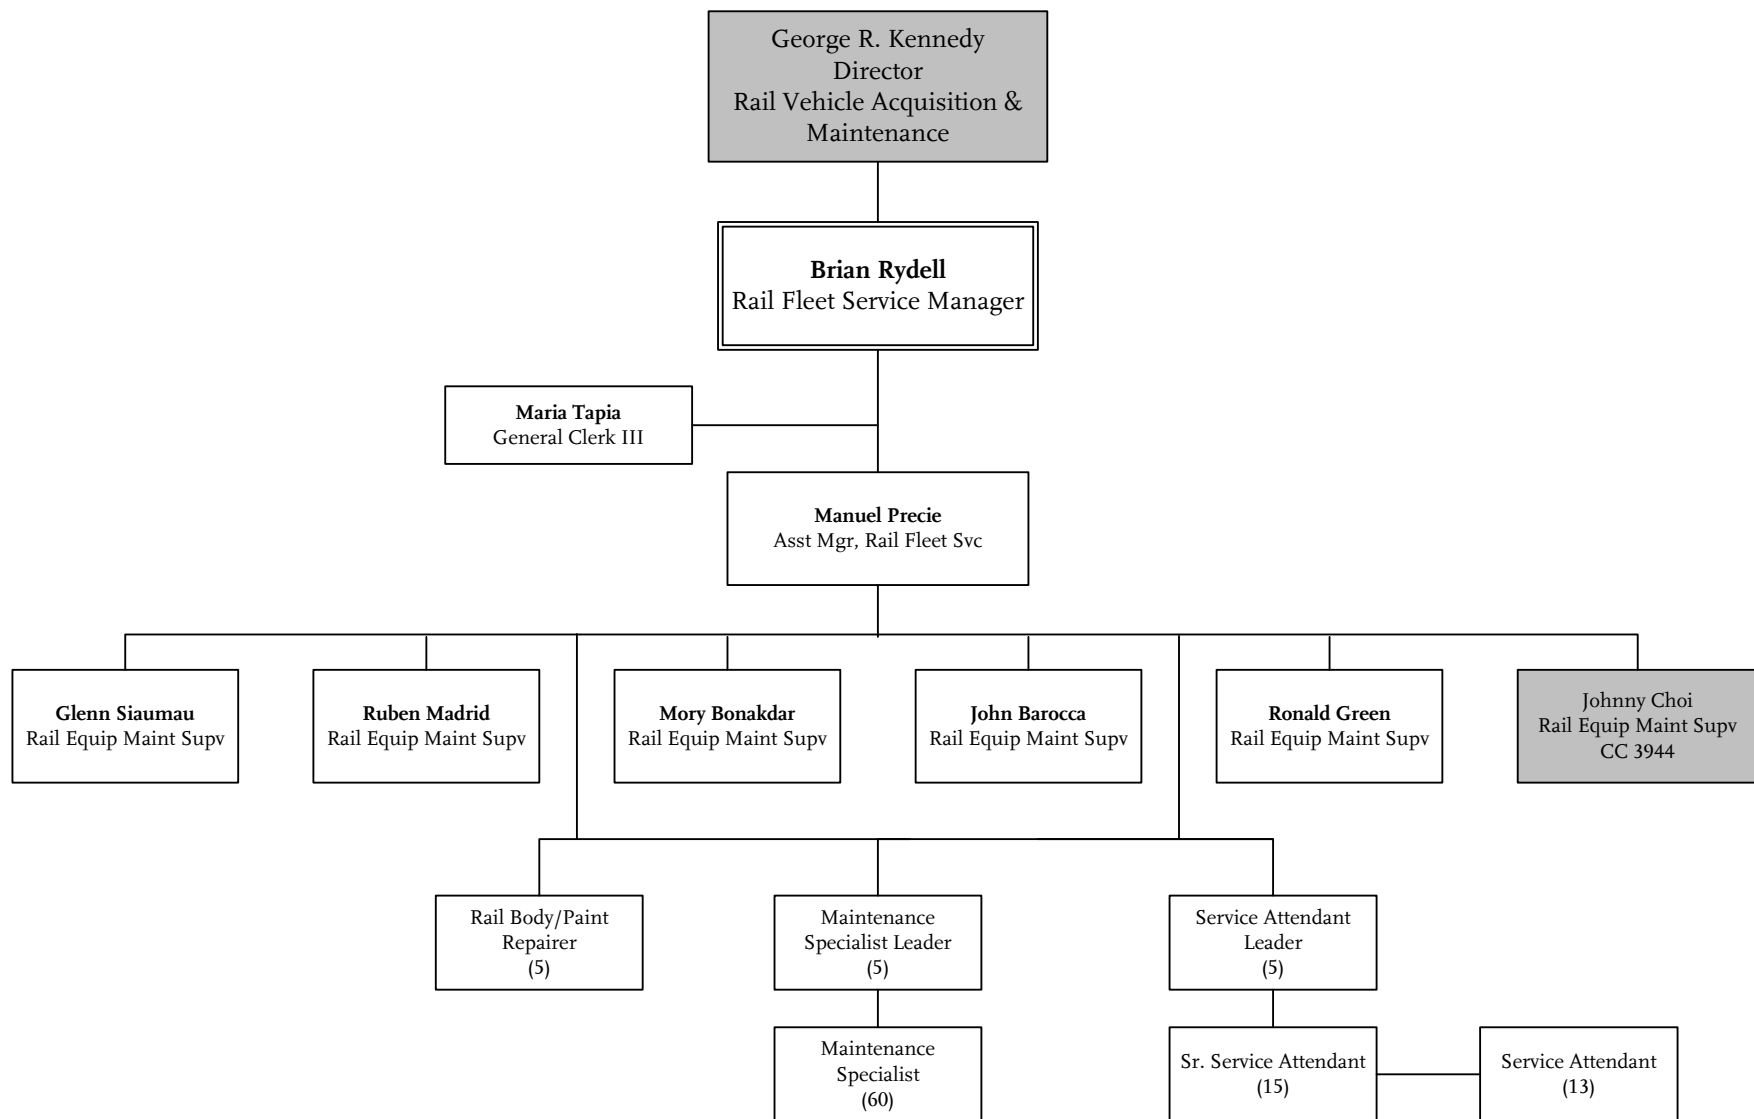 George R. Kennedy
Director
Rail Vehicle Acquisition &
Maintenance
Brian Rydell
Rail Fleet Service Manager
Maria Tapia
General Clerk III
Manuel Precie
Asst Mgr, Rail Fleet Svc
Glenn Siaumau
Rail Equip Maint Supv
Ruben Madrid
Rail Equip Maint Supv
Mory Bonakdar
Rail Equip Maint Supv
John Barocca
Rail Equip Maint Supv
Ronald Green
Rail Equip Maint Supv
Johnny Choi
Rail Equip Maint Supv
CC 3944
Rail Body/Paint
Repairer
(5)
Maintenance
Specialist Leader
(5)
Service Attendant
Leader
(5)
Maintenance
Specialist
(60)
Sr. Service Attendant
(15)
Service Attendant
(13)